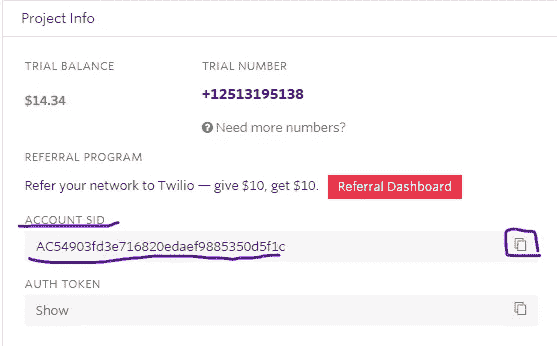 Project Info
TRIAL BALANCE
$14.34
TRIAL NUMBER
+12513195138
Need more numbers?
REFERRAL PROGRAM
Refer your network to Twilio — give $10, get $10. Referral Dashboard
ACCOUNT SID
AC54903fd3e716820edaef9885350d5f1c
AUTH TOKEN
Show